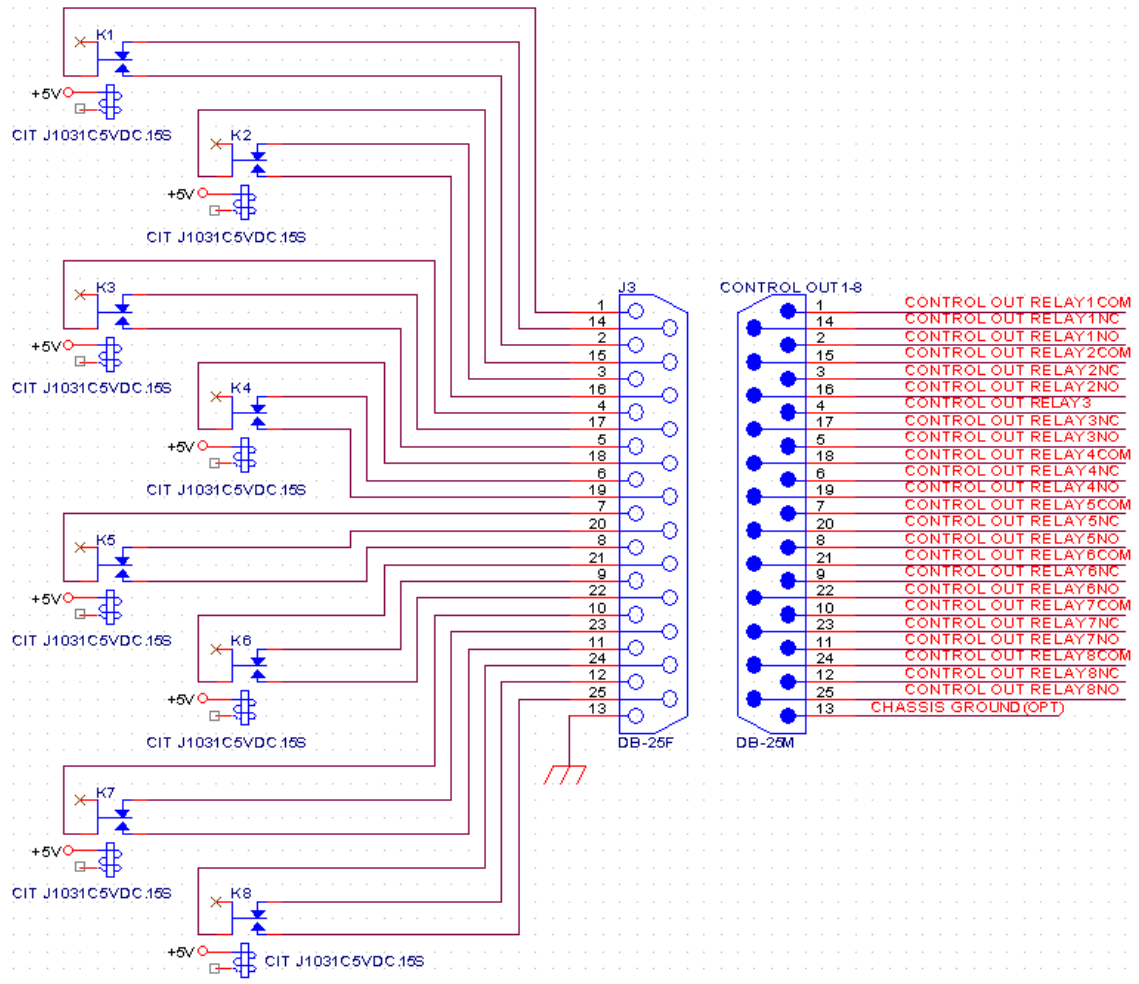 K1
+5V
CIT J1031C5VDC.15S
K2
+5V
CIT J1031C5VDC.15S
K3
+5V
CIT J1031C5VDC.15S
K4
+5V
CIT J1031C5VDC.15S
K5
+5V
CIT J1031C5VDC.15S
K6
+5V
CIT J1031C5VDC.15S
K7
+5V
CIT J1031C5VDC.15S
K8
+5V
CIT J1031C5VDC.15S
J3
1
14
2
15
3
16
4
17
5
18
6
19
7
20
8
21
9
22
10
23
11
24
12
25
13
DB-25F
CONTROL OUT 1-8
1 CONTROL OUT RELAY1COM
14 CONTROL OUT RELAY1NC
2 CONTROL OUT RELAY1NO
15 CONTROL OUT RELAY2COM
3 CONTROL OUT RELAY2NC
16 CONTROL OUT RELAY2NO
4 CONTROL OUT RELAY3
17 CONTROL OUT RELAY3NC
5 CONTROL OUT RELAY3NO
18 CONTROL OUT RELAY4COM
6 CONTROL OUT RELAY4NC
19 CONTROL OUT RELAY4NO
7 CONTROL OUT RELAY5COM
20 CONTROL OUT RELAY5NC
8 CONTROL OUT RELAY5NO
21 CONTROL OUT RELAY6COM
9 CONTROL OUT RELAY6NC
22 CONTROL OUT RELAY6NO
10 CONTROL OUT RELAY7COM
23 CONTROL OUT RELAY7NC
11 CONTROL OUT RELAY7NO
24 CONTROL OUT RELAY8COM
12 CONTROL OUT RELAY8NC
25 CONTROL OUT RELAY8NO
13 CHASSIS GROUND(OPT)
DB-25M